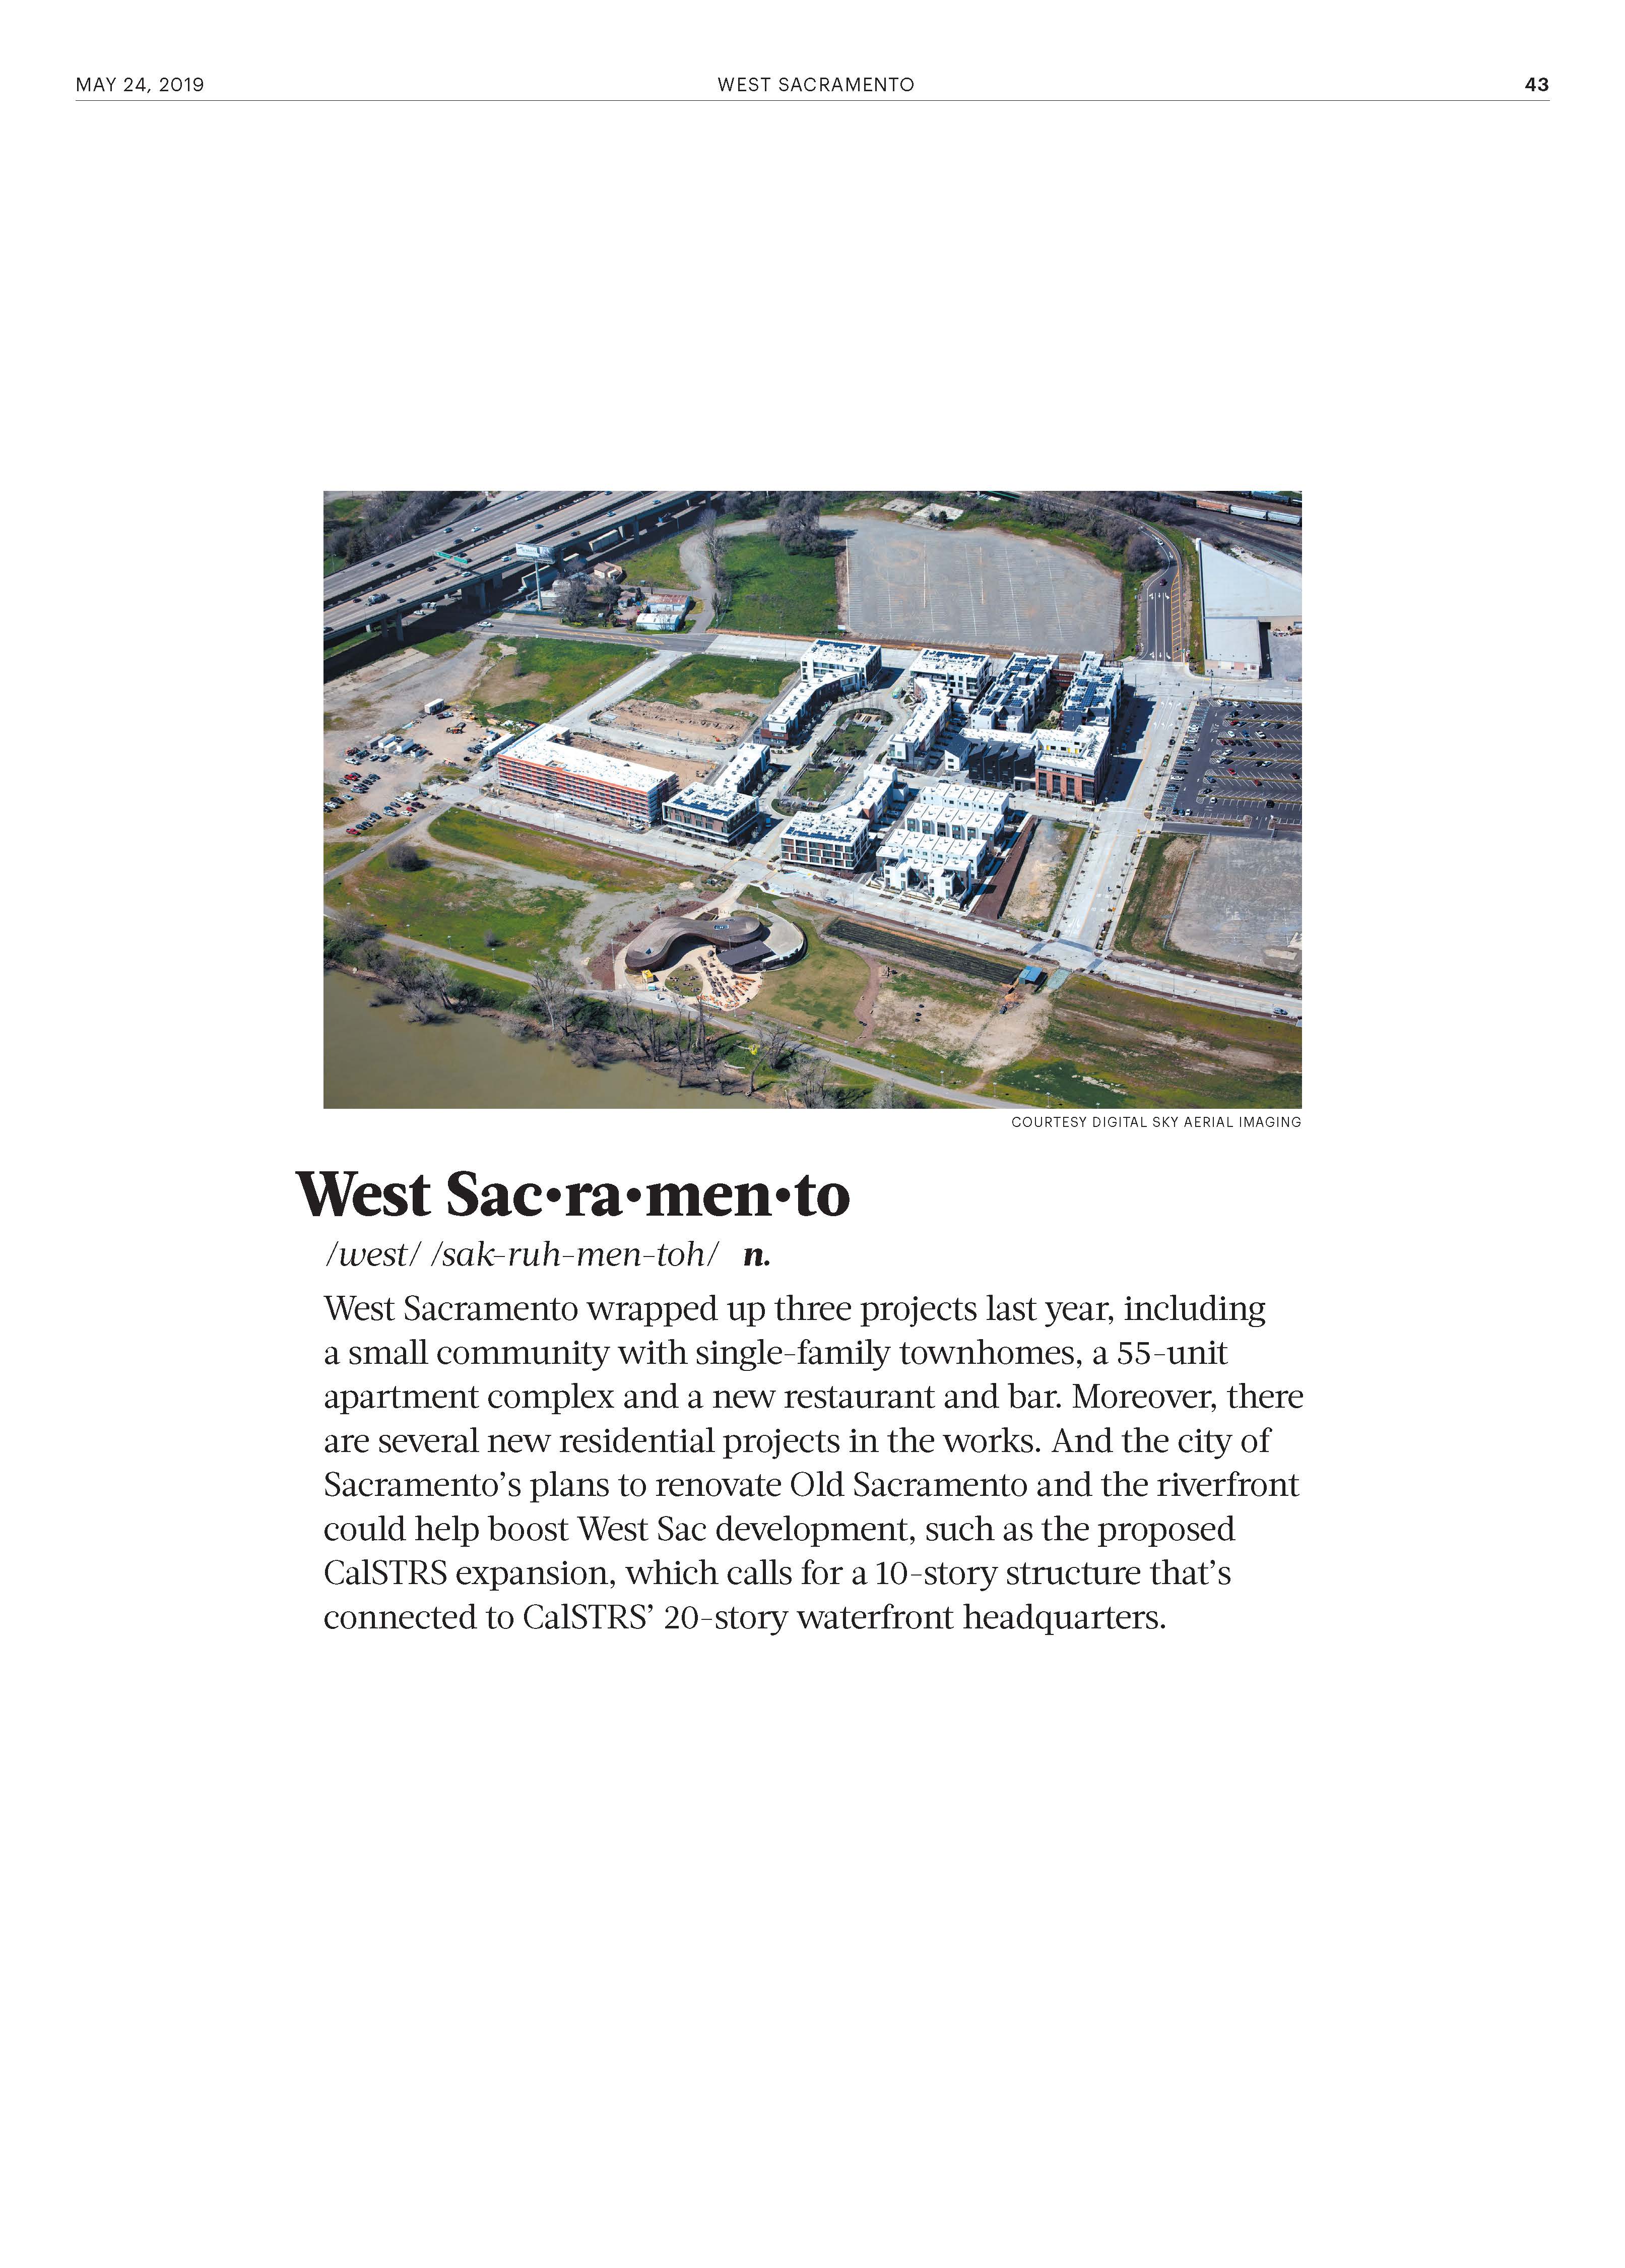 MAY 24, 2019
WEST SACRAMENTO
43
COURTESY DIGITAL SKY AERIAL IMAGING
West Sac•ra•men•to
/west/ /sak-ruh-men-toh/ n.
West Sacramento wrapped up three projects last year, including
a small community with single-family townhomes, a 55-unit
apartment complex and a new restaurant and bar. Moreover, there
are several new residential projects in the works. And the city of
Sacramento’s plans to renovate Old Sacramento and the riverfront
could help boost West Sac development, such as the proposed
CalSTRS expansion, which calls for a 10-story structure that’s
connected to CalSTRS’ 20-story waterfront headquarters.